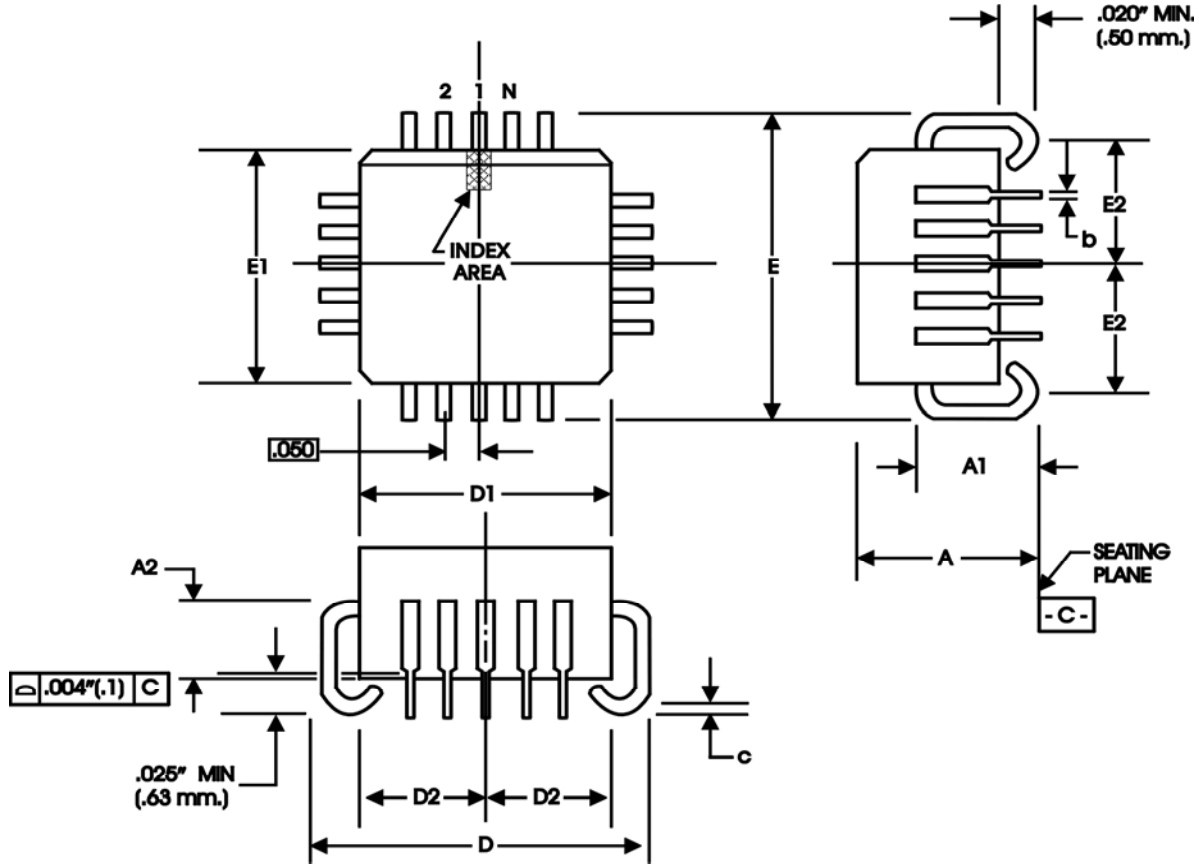 .020" MIN.
(.50 mm.)
2 1 N
E1
INDEX
AREA
E
E2
b
E2
.050
D1
A1
A2
A
SEATING
PLANE
- C -
.004"(.1) C
c
.025" MIN
(.63 mm.)
D2 D2
D